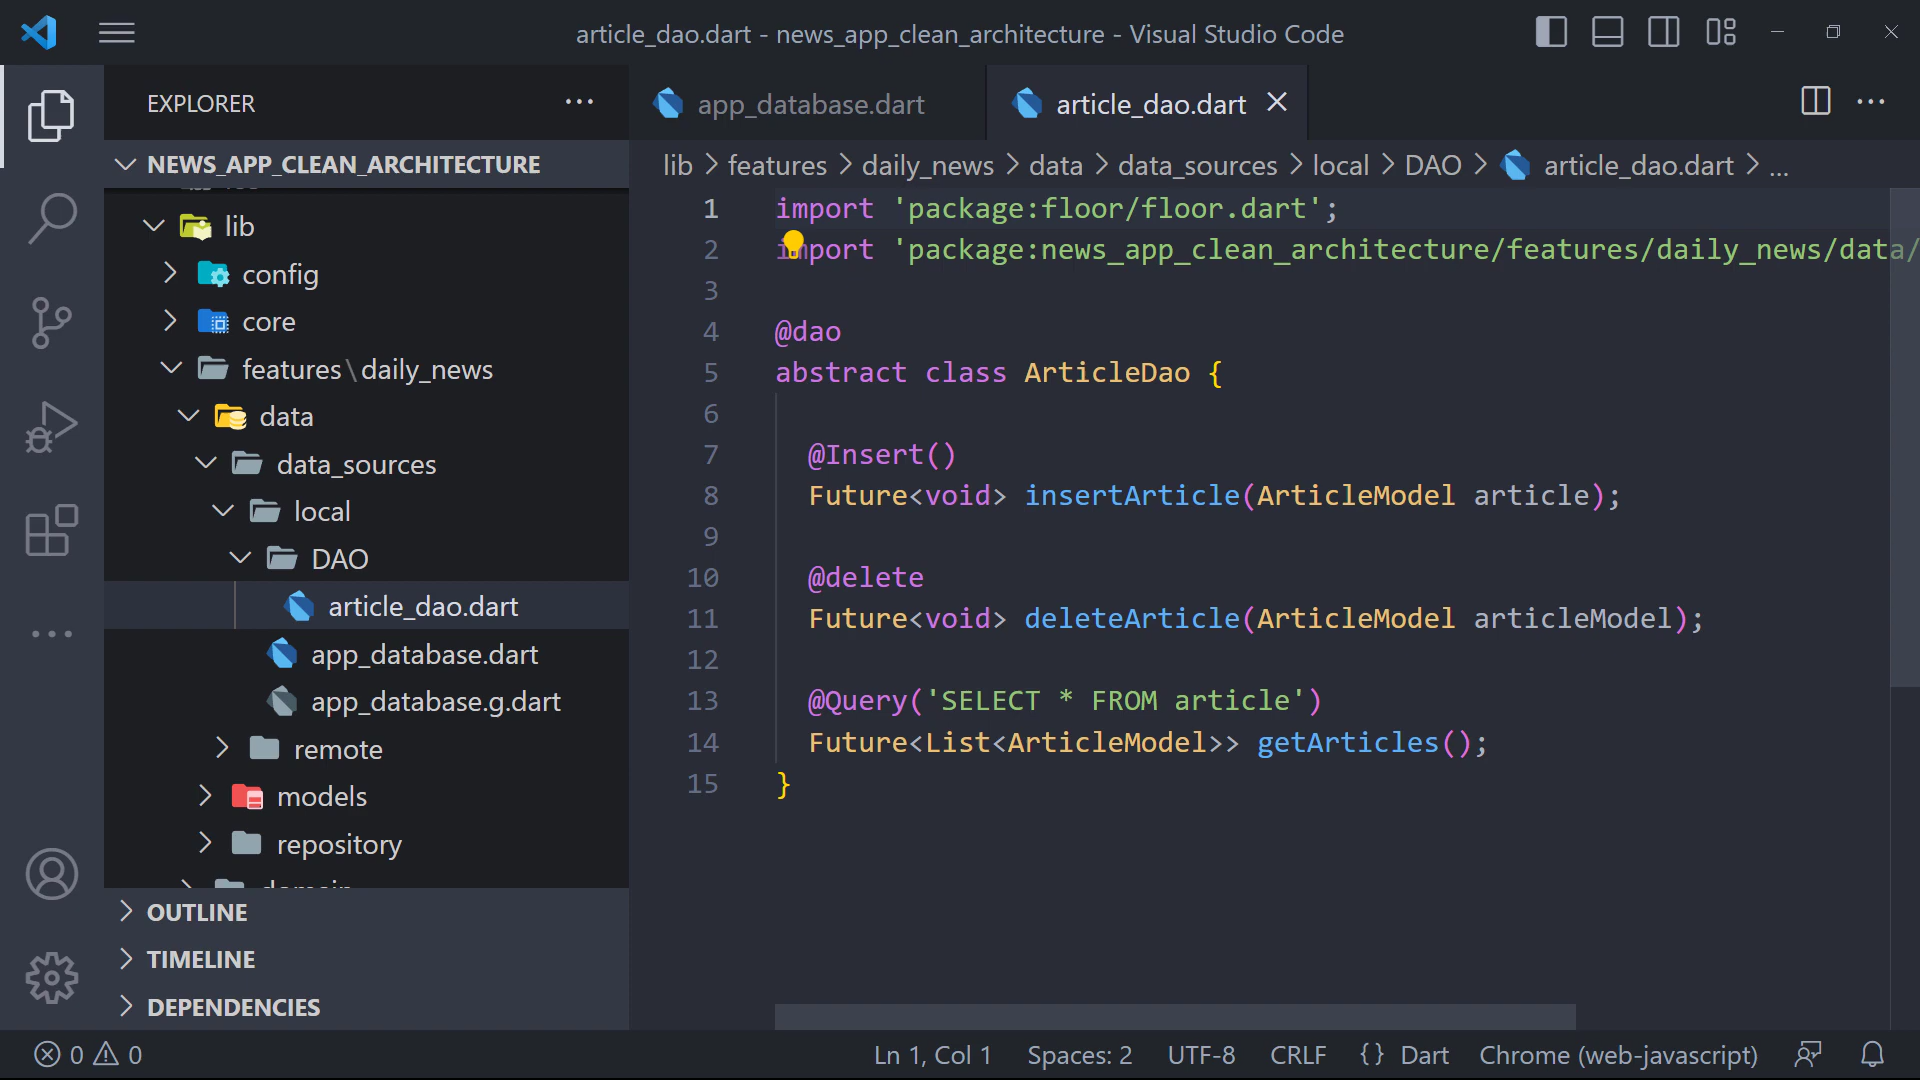 article_dao.dart - news_app_clean_architecture - Visual Studio Code
EXPLORER
NEWS_APP_CLEAN_ARCHITECTURE
lib
config
core
features\daily_news
data
data_sources
local
DAO
article_dao.dart
app_database.dart
app_database.g.dart
remote
models
repository
domain
OUTLINE
TIMELINE
DEPENDENCIES
app_database.dart
article_dao.dart
lib > features > daily_news > data > data_sources > local > DAO > article_dao.dart > ...
1 import 'package:floor/floor.dart';
2 import 'package:news_app_clean_architecture/features/daily_news/data/
3
4 @dao
5 abstract class ArticleDao {
6
7 @Insert()
8 Future<void> insertArticle(ArticleModel article);
9
10 @delete
11 Future<void> deleteArticle(ArticleModel articleModel);
12
13 @Query('SELECT * FROM article')
14 Future<List<ArticleModel>> getArticles();
15 }
0 0
Ln 1, Col 1
Spaces: 2
UTF-8
CRLF
{ } Dart
Chrome (web-javascript)